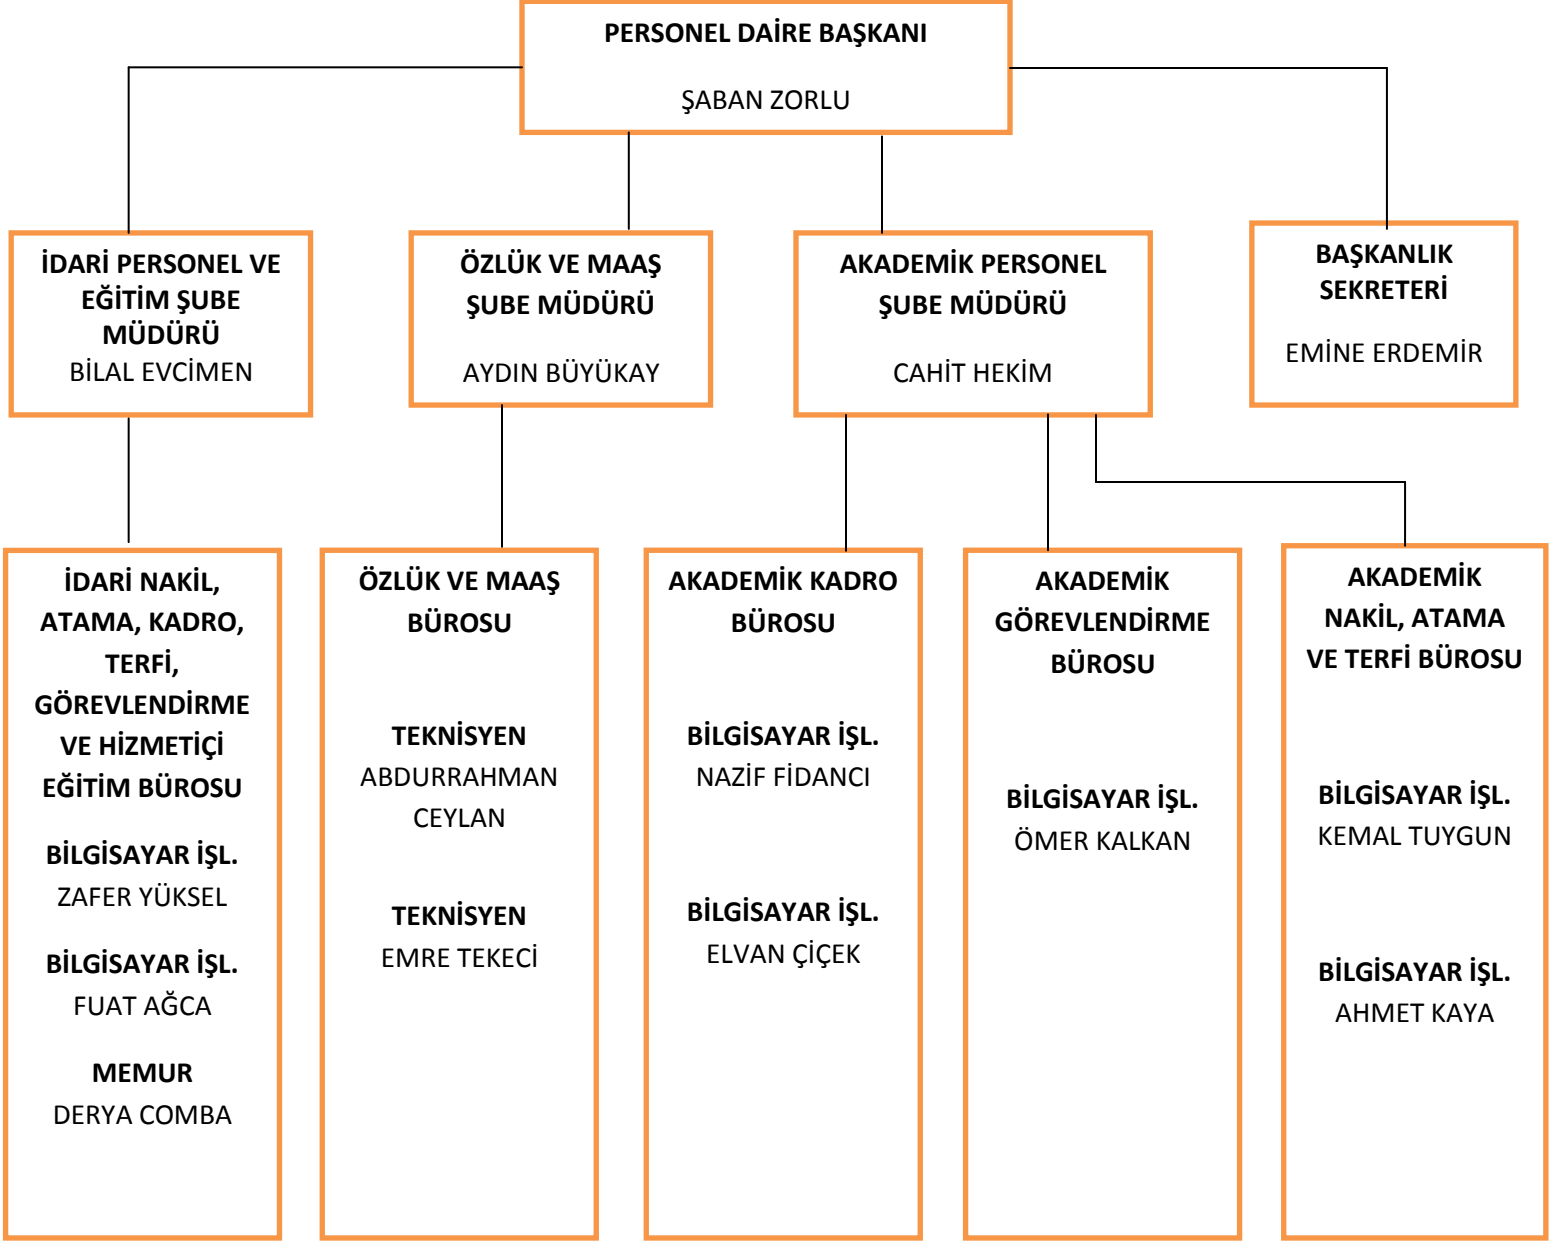 PERSONEL DAİRE BAŞKANI
ŞABAN ZORLU
İDARİ PERSONEL VE
EĞİTİM ŞUBE
MÜDÜRÜ
BİLAL EVCİMEN
ÖZLÜK VE MAAŞ
ŞUBE MÜDÜRÜ
AYDIN BÜYÜKAY
AKADEMİK PERSONEL
ŞUBE MÜDÜRÜ
CAHİT HEKİM
BAŞKANLIK
SEKRETERİ
EMİNE ERDEMİR
İDARİ NAKİL,
ATAMA, KADRO,
TERFİ,
GÖREVLENDİRME
VE HİZMETİÇİ
EĞİTİM BÜROSU
BİLGİSAYAR İŞL.
ZAFER YÜKSEL
BİLGİSAYAR İŞL.
FUAT AĞCA
MEMUR
DERYA COMBA
ÖZLÜK VE MAAŞ
BÜROSU
TEKNİSYEN
ABDURRAHMAN
CEYLAN
TEKNİSYEN
EMRE TEKECİ
AKADEMİK KADRO
BÜROSU
BİLGİSAYAR İŞL.
NAZİF FİDANCI
BİLGİSAYAR İŞL.
ELVAN ÇİÇEK
AKADEMİK
GÖREVLENDİRME
BÜROSU
BİLGİSAYAR İŞL.
ÖMER KALKAN
AKADEMİK
NAKİL, ATAMA
VE TERFİ BÜROSU
BİLGİSAYAR İŞL.
KEMAL TUYGUN
BİLGİSAYAR İŞL.
AHMET KAYA